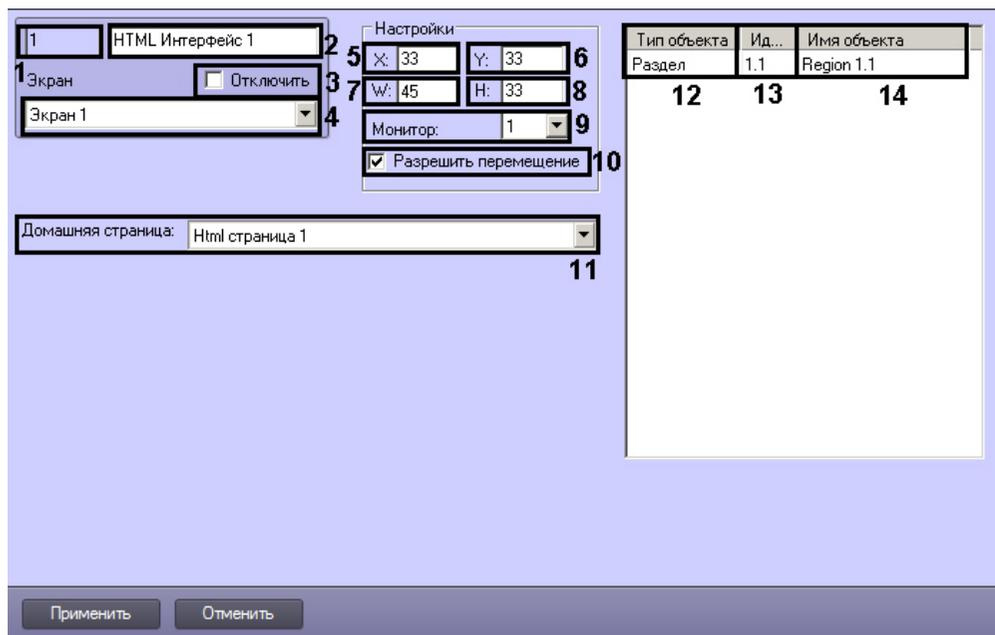 1 HTML Интерфейс 1 2
1 Экран Отключить 3
Экран 1 4
Настройки
5 X: 33 Y: 33 6
7 W: 45 H: 33 8
Монитор: 1 9
Разрешить перемещение 10
Домашняя страница: Html страница 1
11
Тип объекта Ид... Имя объекта
Раздел 1.1 Region 1.1
12 13 14
Применить Отменить